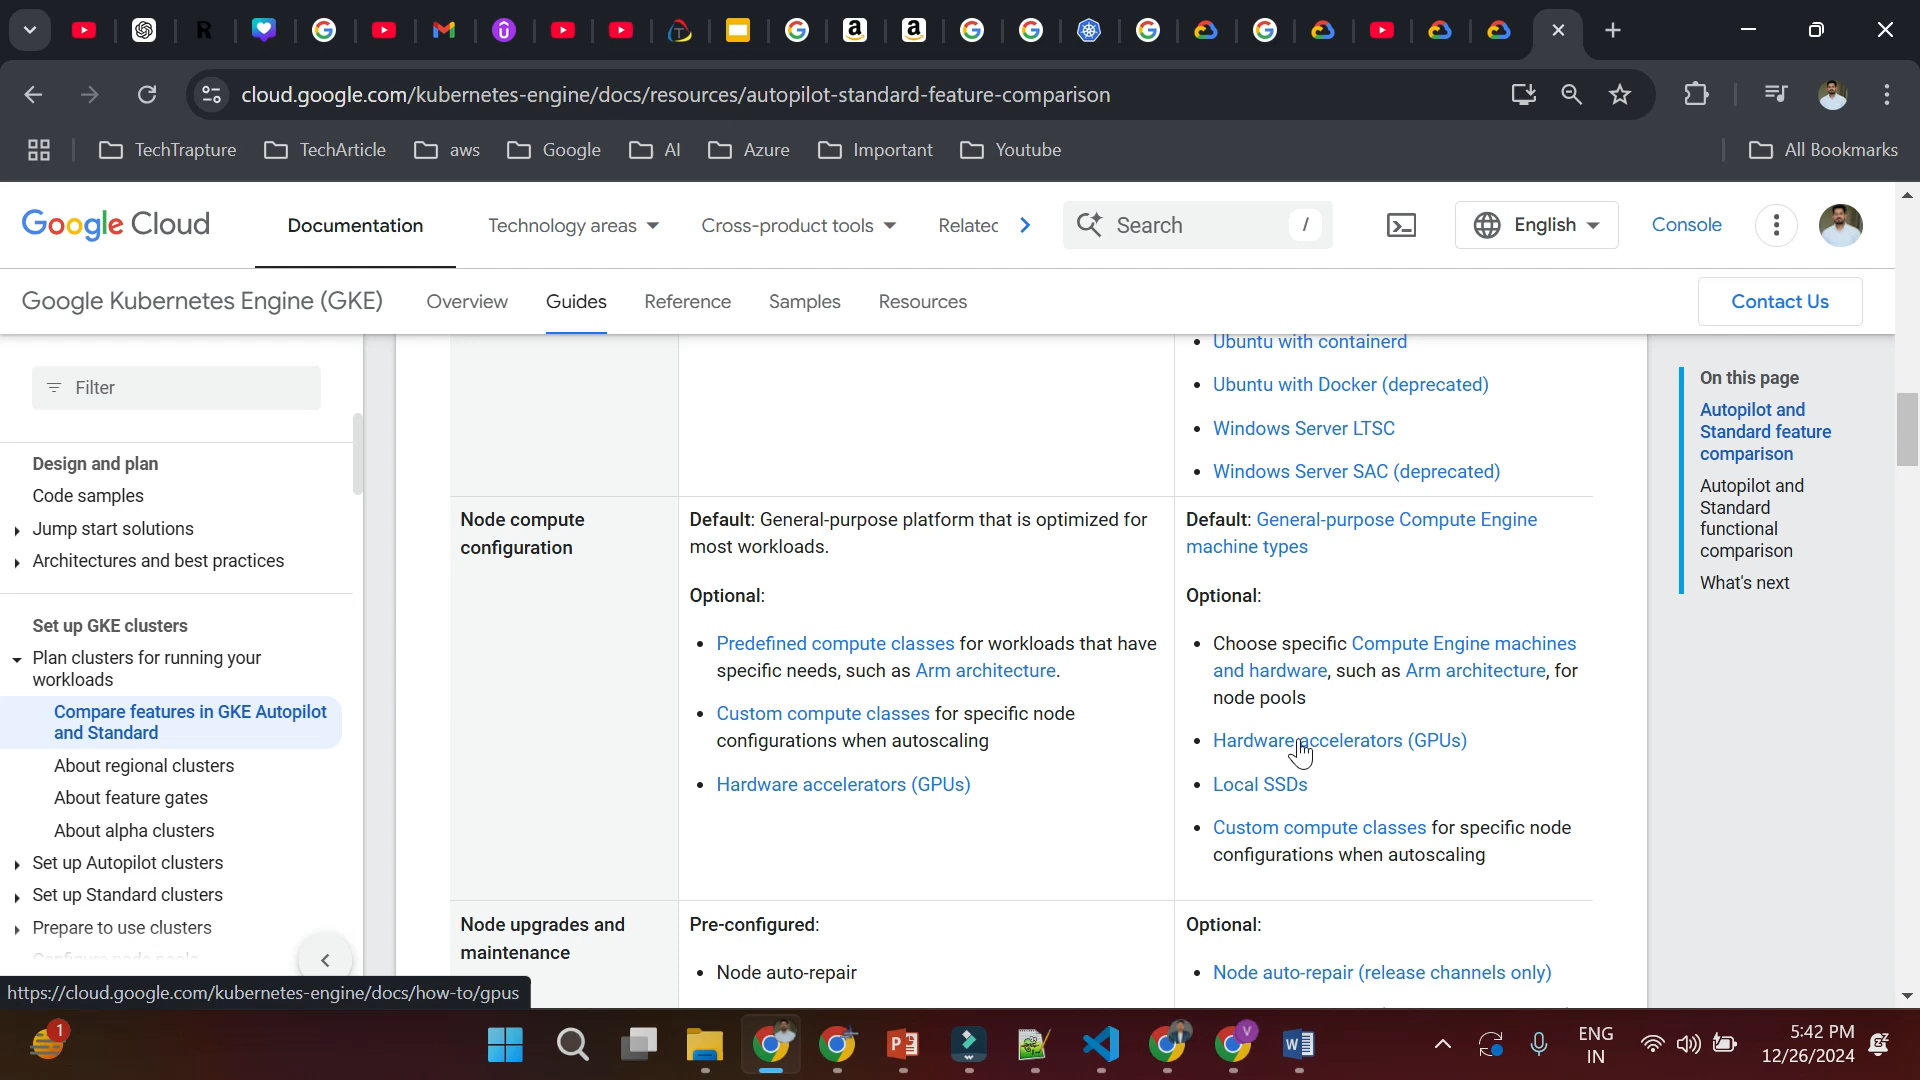 cloud.google.com/kubernetes-engine/docs/resources/autopilot-standard-feature-comparison
TechTrapture
TechArticle
aws
Google
AI
Azure
Important
Youtube
All Bookmarks
Google Cloud
Documentation
Technology areas
Cross-product tools
Related
Search
/
English
Console
Google Kubernetes Engine (GKE)
Overview
Guides
Reference
Samples
Resources
Contact Us
Filter
Design and plan
Code samples
Jump start solutions
Architectures and best practices
Set up GKE clusters
Plan clusters for running your
workloads
Compare features in GKE Autopilot
and Standard
About regional clusters
About feature gates
About alpha clusters
Set up Autopilot clusters
Set up Standard clusters
Prepare to use clusters
Ubuntu with containerd
Ubuntu with Docker (deprecated)
Windows Server LTSC
Windows Server SAC (deprecated)
Node compute
configuration
Default: General-purpose platform that is optimized for
most workloads.
Optional:
Predefined compute classes for workloads that have
specific needs, such as Arm architecture.
Custom compute classes for specific node
configurations when autoscaling
Hardware accelerators (GPUs)
Default: General-purpose Compute Engine
machine types
Optional:
Choose specific Compute Engine machines
and hardware, such as Arm architecture, for
node pools
Hardware accelerators (GPUs)
Local SSDs
Custom compute classes for specific node
configurations when autoscaling
Node upgrades and
maintenance
Pre-configured:
Node auto-repair
Optional:
Node auto-repair (release channels only)
On this page
Autopilot and
Standard feature
comparison
Autopilot and
Standard
functional
comparison
What's next
https://cloud.google.com/kubernetes-engine/docs/how-to/gpus
1
V
ENG
IN
5:42 PM
12/26/2024